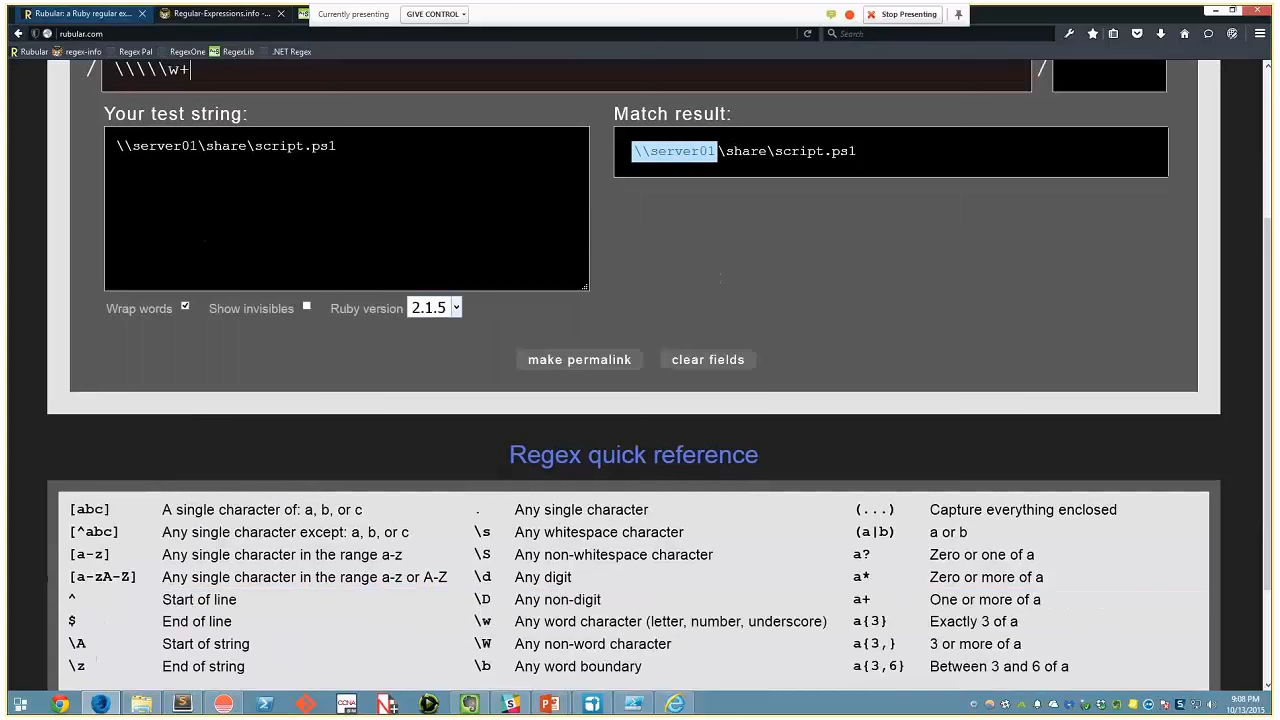 Rubular: a Ruby regular ex...
Regular-Expressions.info -...
Currently presenting
GIVE CONTROL
Stop Presenting
rubular.com
Search
Rubular
regex-info
Regex Pal
RegexOne
RegexLib
.NET Regex
/ \\\\\w+ /
Your test string:
Match result:
\\server01\share\script.ps1
\\server01\share\script.ps1
Wrap words
Show invisibles
Ruby version 2.1.5
make permalink
clear fields
Regex quick reference
[abc] A single character of: a, b, or c
[^abc] Any single character except: a, b, or c
[a-z] Any single character in the range a-z
[a-zA-Z] Any single character in the range a-z or A-Z
^ Start of line
$ End of line
\A Start of string
\z End of string
. Any single character
\s Any whitespace character
\S Any non-whitespace character
\d Any digit
\D Any non-digit
\w Any word character (letter, number, underscore)
\W Any non-word character
\b Any word boundary
(...) Capture everything enclosed
(a|b) a or b
a? Zero or one of a
a* Zero or more of a
a+ One or more of a
a{3} Exactly 3 of a
a{3,} 3 or more of a
a{3,6} Between 3 and 6 of a
9:08 PM
10/13/2015